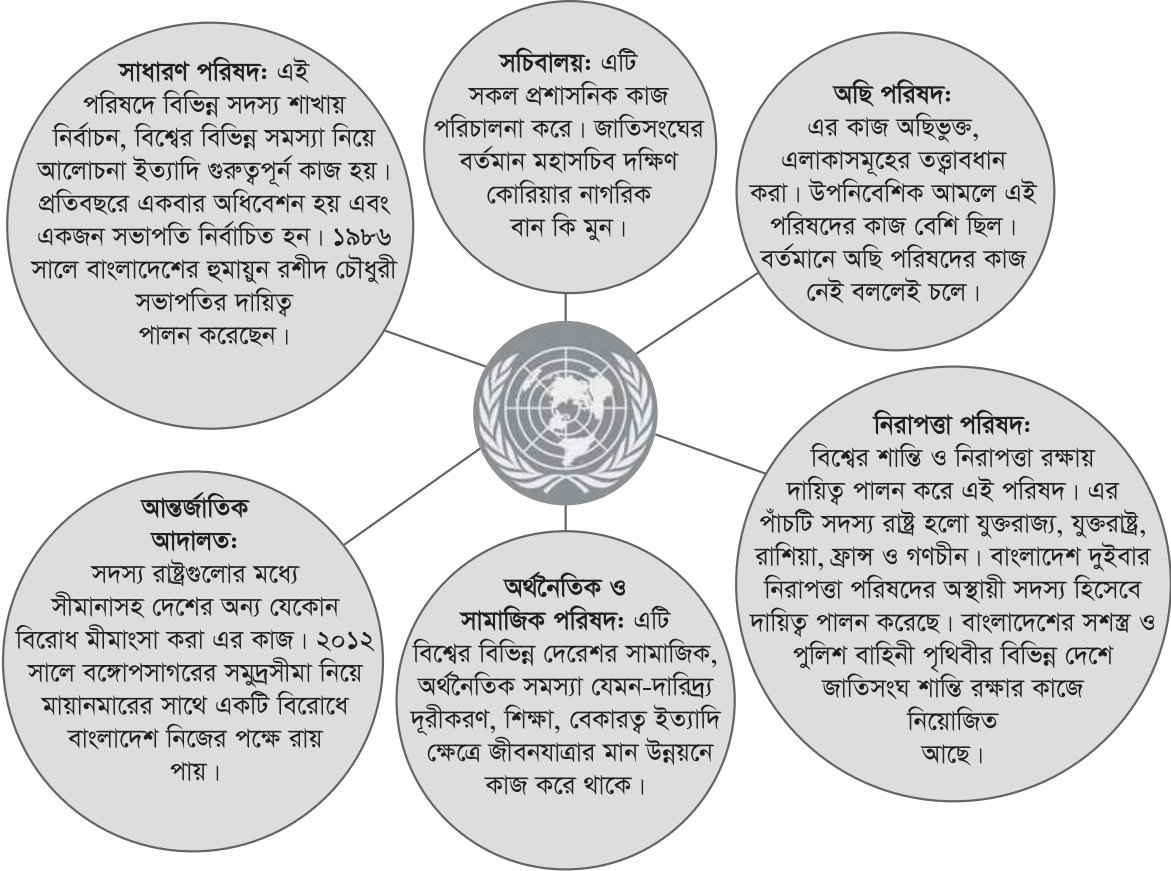 সাধারণ পরিষদ: এই
পরিষদে বিভিন্ন সদস্য শাখায়
নির্বাচন, বিশ্বের বিভিন্ন সমস্যা নিয়ে
আলোচনা ইত্যাদি গুরুত্বপূর্ন কাজ হয়।
প্রতিবছরে একবার অধিবেশন হয় এবং
একজন সভাপতি নির্বাচিত হন। ১৯৮৬
সালে বাংলাদেশের হুমায়ুন রশীদ চৌধুরী
সভাপতির দায়িত্ব
পালন করেছেন।
সচিবালয়: এটি
সকল প্রশাসনিক কাজ
পরিচালনা করে। জাতিসংঘের
বর্তমান মহাসচিব দক্ষিণ
কোরিয়ার নাগরিক
বান কি মুন।
অছি পরিষদ:
এর কাজ অছিভুক্ত,
এলাকাসমূহের তত্ত্বাবধান
করা। উপনিবেশিক আমলে এই
পরিষদের কাজ বেশি ছিল।
বর্তমানে অছি পরিষদের কাজ
নেই বললেই চলে।
আন্তর্জাতিক
আদালত:
সদস্য রাষ্ট্রগুলোর মধ্যে
সীমানাসহ দেশের অন্য যেকোন
বিরোধ মীমাংসা করা এর কাজ। ২০১২
সালে বঙ্গোপসাগরের সমুদ্রসীমা নিয়ে
মায়ানমারের সাথে একটি বিরোধে
বাংলাদেশ নিজের পক্ষে রায়
পায়।
অর্থনৈতিক ও
সামাজিক পরিষদ: এটি
বিশ্বের বিভিন্ন দেরেশর সামাজিক,
অর্থনৈতিক সমস্যা যেমন-দারিদ্র্য
দূরীকরণ, শিক্ষা, বেকারত্ব ইত্যাদি
ক্ষেত্রে জীবনযাত্রার মান উন্নয়নে
কাজ করে থাকে।
নিরাপত্তা পরিষদ:
বিশ্বের শান্তি ও নিরাপত্তা রক্ষায়
দায়িত্ব পালন করে এই পরিষদ। এর
পাঁচটি সদস্য রাষ্ট্র হলো যুক্তরাজ্য, যুক্তরাষ্ট্র,
রাশিয়া, ফ্রান্স ও গণচীন। বাংলাদেশ দুইবার
নিরাপত্তা পরিষদের অস্থায়ী সদস্য হিসেবে
দায়িত্ব পালন করেছে। বাংলাদেশের সশস্ত্র ও
পুলিশ বাহিনী পৃথিবীর বিভিন্ন দেশে
জাতিসংঘ শান্তি রক্ষার কাজে
নিয়োজিত
আছে।